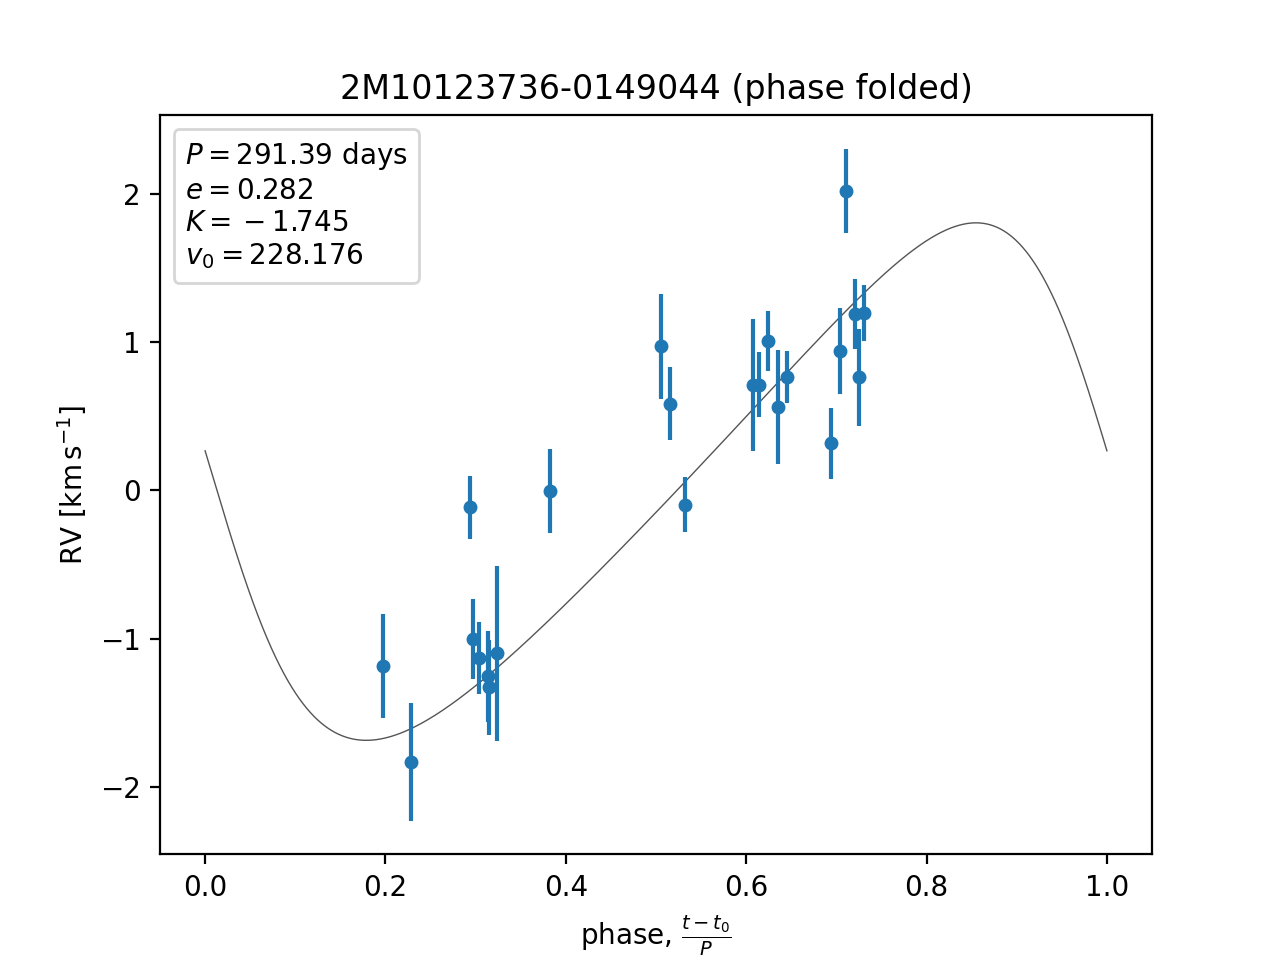 2M10123736-0149044 (phase folded)
P = 291.39 days
e = 0.282
K = −1.745
v₀ = 228.176
RV [km s⁻¹]
2
1
0
−1
−2
0.0 0.2 0.4 0.6 0.8 1.0
phase, (t − t₀)/P